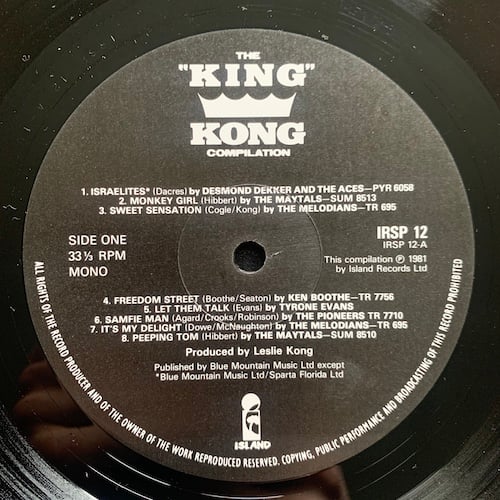 THE
"KING"
KONG
COMPILATION
1. ISRAELITES* (Dacres) by DESMOND DEKKER AND THE ACES—PYR 6058
2. MONKEY GIRL (Hibbert) by THE MAYTALS—SUM 8513
3. SWEET SENSATION (Cogle/Kong) by THE MELODIANS—TR 695
SIDE ONE
33⅓ RPM
MONO
IRSP 12
IRSP 12-A
This compilation ℗ 1981
by Island Records Ltd
4. FREEDOM STREET (Boothe/Seaton) by KEN BOOTHE—TR 7756
5. LET THEM TALK (Evans) by TYRONE EVANS
6. SAMFIE MAN (Agard/Crooks/Robinson) by THE PIONEERS TR 7710
7. IT'S MY DELIGHT (Dowe/McNaughton) by THE MELODIANS—TR 695
8. PEEPING TOM (Hibbert) by THE MAYTALS—SUM 8510
Produced by Leslie Kong
Published by Blue Mountain Music Ltd except
*Blue Mountain Music Ltd/Sparta Florida Ltd
ISLAND
ALL RIGHTS OF THE RECORD PRODUCER AND OF THE OWNER OF THE WORK REPRODUCED RESERVED. COPYING, PUBLIC PERFORMANCE AND BROADCASTING OF THIS RECORD PROHIBITED